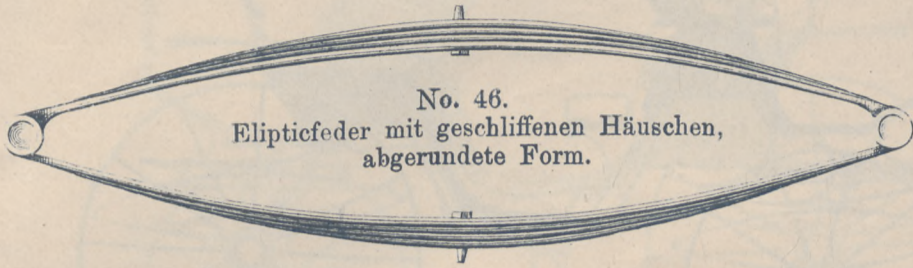 No. 46.
Elipticfeder mit geschliffenen Häuschen,
abgerundete Form.